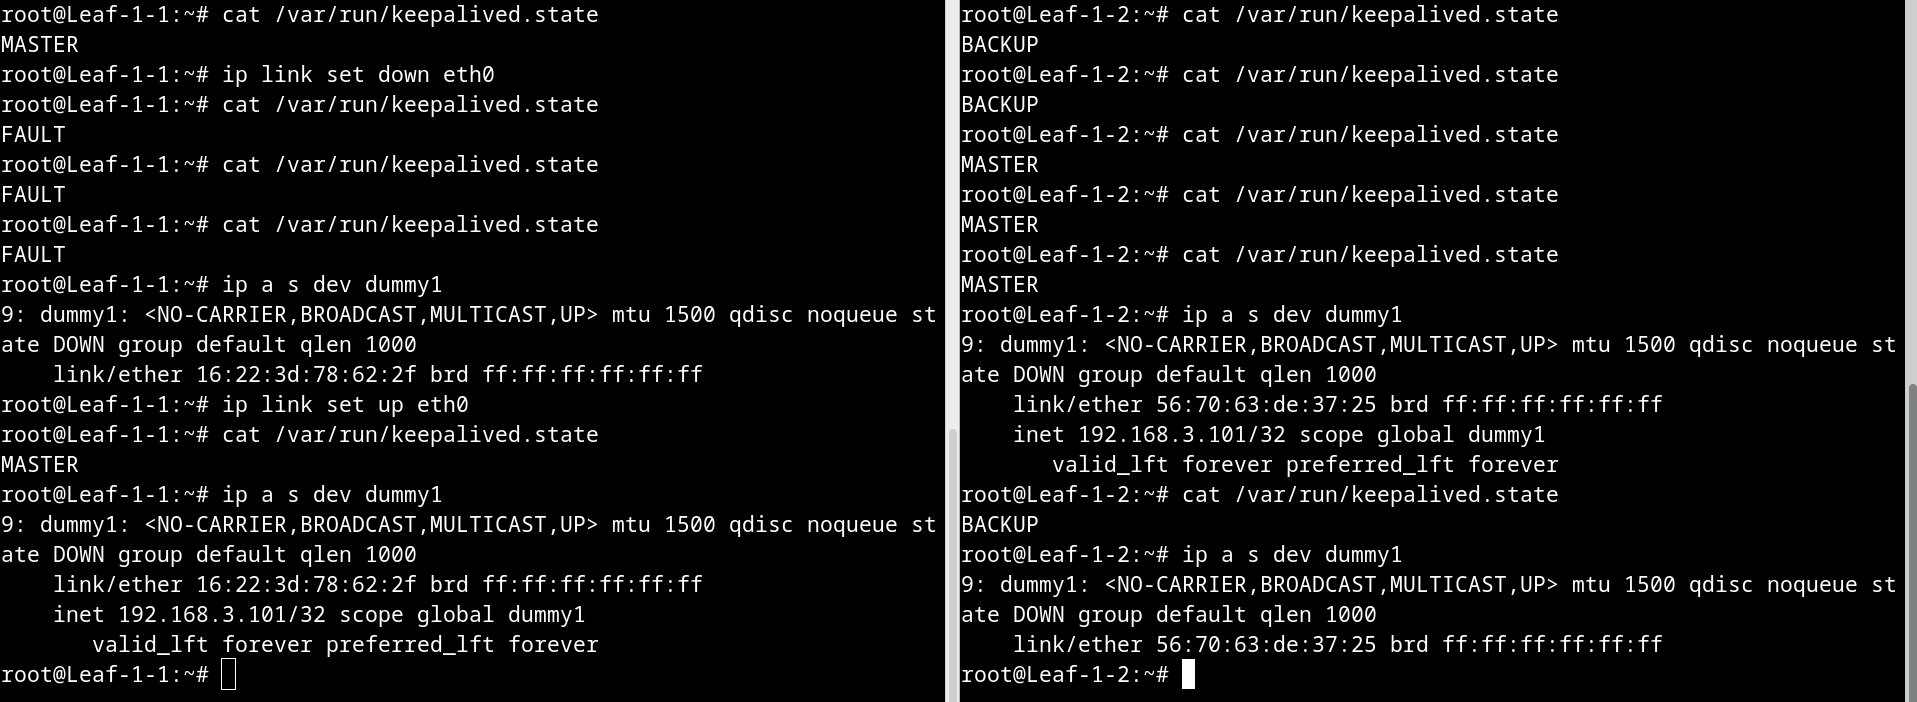 root@Leaf-1-1:~# cat /var/run/keepalived.state
MASTER
root@Leaf-1-1:~# ip link set down eth0
root@Leaf-1-1:~# cat /var/run/keepalived.state
FAULT
root@Leaf-1-1:~# cat /var/run/keepalived.state
FAULT
root@Leaf-1-1:~# cat /var/run/keepalived.state
FAULT
root@Leaf-1-1:~# ip a s dev dummy1
9: dummy1: <NO-CARRIER,BROADCAST,MULTICAST,UP> mtu 1500 qdisc noqueue st
ate DOWN group default qlen 1000
    link/ether 16:22:3d:78:62:2f brd ff:ff:ff:ff:ff:ff
root@Leaf-1-1:~# ip link set up eth0
root@Leaf-1-1:~# cat /var/run/keepalived.state
MASTER
root@Leaf-1-1:~# ip a s dev dummy1
9: dummy1: <NO-CARRIER,BROADCAST,MULTICAST,UP> mtu 1500 qdisc noqueue st
ate DOWN group default qlen 1000
    link/ether 16:22:3d:78:62:2f brd ff:ff:ff:ff:ff:ff
    inet 192.168.3.101/32 scope global dummy1
       valid_lft forever preferred_lft forever
root@Leaf-1-1:~#
root@Leaf-1-2:~# cat /var/run/keepalived.state
BACKUP
root@Leaf-1-2:~# cat /var/run/keepalived.state
BACKUP
root@Leaf-1-2:~# cat /var/run/keepalived.state
MASTER
root@Leaf-1-2:~# cat /var/run/keepalived.state
MASTER
root@Leaf-1-2:~# cat /var/run/keepalived.state
MASTER
root@Leaf-1-2:~# ip a s dev dummy1
9: dummy1: <NO-CARRIER,BROADCAST,MULTICAST,UP> mtu 1500 qdisc noqueue st
ate DOWN group default qlen 1000
    link/ether 56:70:63:de:37:25 brd ff:ff:ff:ff:ff:ff
    inet 192.168.3.101/32 scope global dummy1
       valid_lft forever preferred_lft forever
root@Leaf-1-2:~# cat /var/run/keepalived.state
BACKUP
root@Leaf-1-2:~# ip a s dev dummy1
9: dummy1: <NO-CARRIER,BROADCAST,MULTICAST,UP> mtu 1500 qdisc noqueue st
ate DOWN group default qlen 1000
    link/ether 56:70:63:de:37:25 brd ff:ff:ff:ff:ff:ff
root@Leaf-1-2:~#